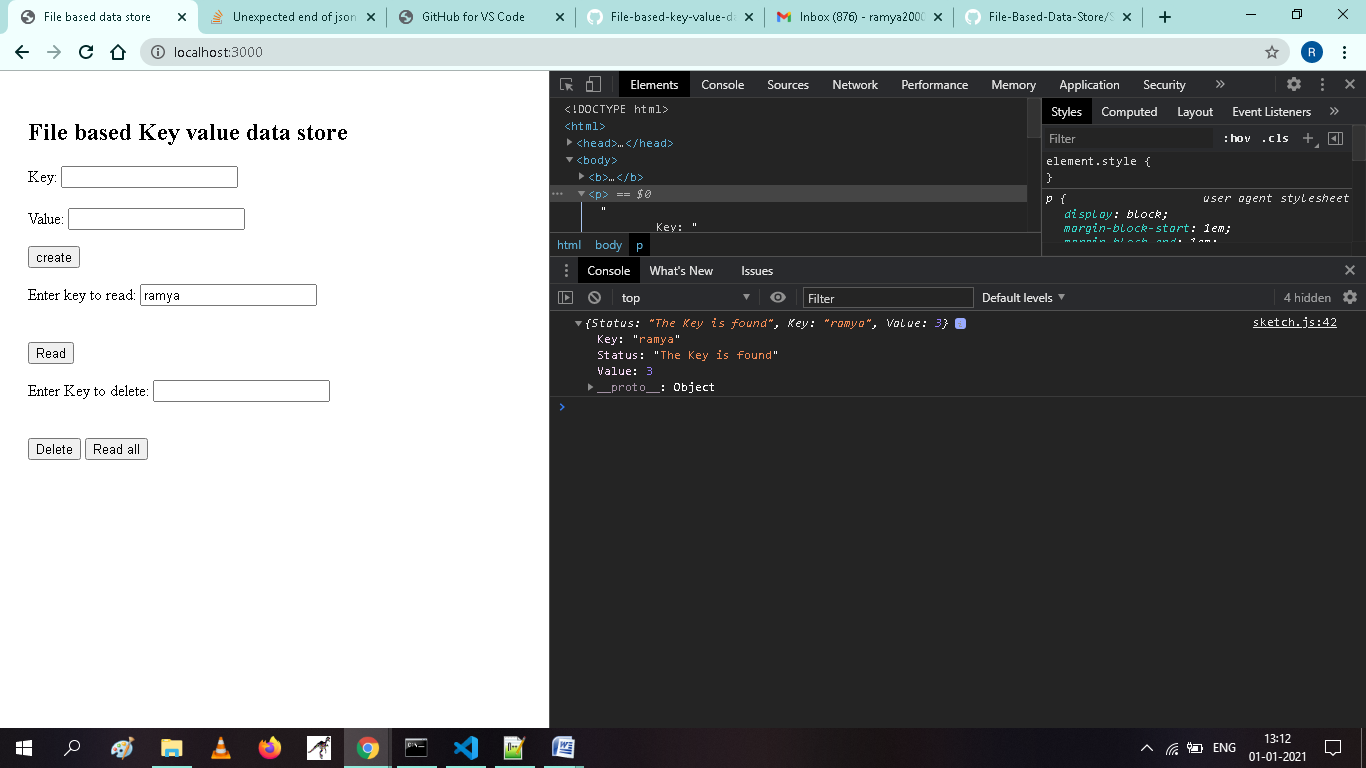 File based data store
Unexpected end of json
GitHub for VS Code
File-based-key-value-da
Inbox (876) - ramya2000
File-Based-Data-Store/S
localhost:3000
R
File based Key value data store
Key:
Value:
create
Enter key to read: ramya
Read
Enter Key to delete:
Delete Read all
Elements Console Sources Network Performance Memory Application Security »
<!DOCTYPE html>
<html>
<head>…</head>
<body>
<b>…</b>
… <p> == $0
"
Key: "
html body p
Styles Computed Layout Event Listeners »
Filter :hov .cls +
element.style {
}
p { user agent stylesheet
display: block;
margin-block-start: 1em;
margin-block-end: 1em;
Console What's New Issues
top Filter Default levels 4 hidden
{Status: "The Key is found", Key: "ramya", Value: 3} sketch.js:42
Key: "ramya"
Status: "The Key is found"
Value: 3
__proto__: Object
ENG
13:12
01-01-2021